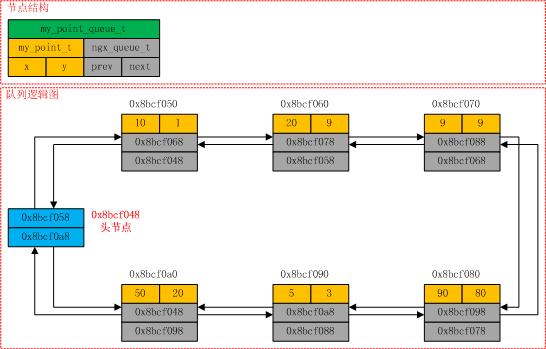 节点结构
my_point_queue_t
my_point_t ngx_queue_t
x y prev next
队列逻辑图
0x8bcf050 0x8bcf060 0x8bcf070
10 1 20 9 9 9
0x8bcf068 0x8bcf078 0x8bcf088
0x8bcf048 0x8bcf058 0x8bcf068
0x8bcf058 0x8bcf048
0x8bcf0a8 头节点
0x8bcf0a0 0x8bcf090 0x8bcf080
50 20 5 3 90 80
0x8bcf048 0x8bcf0a8 0x8bcf098
0x8bcf098 0x8bcf088 0x8bcf078